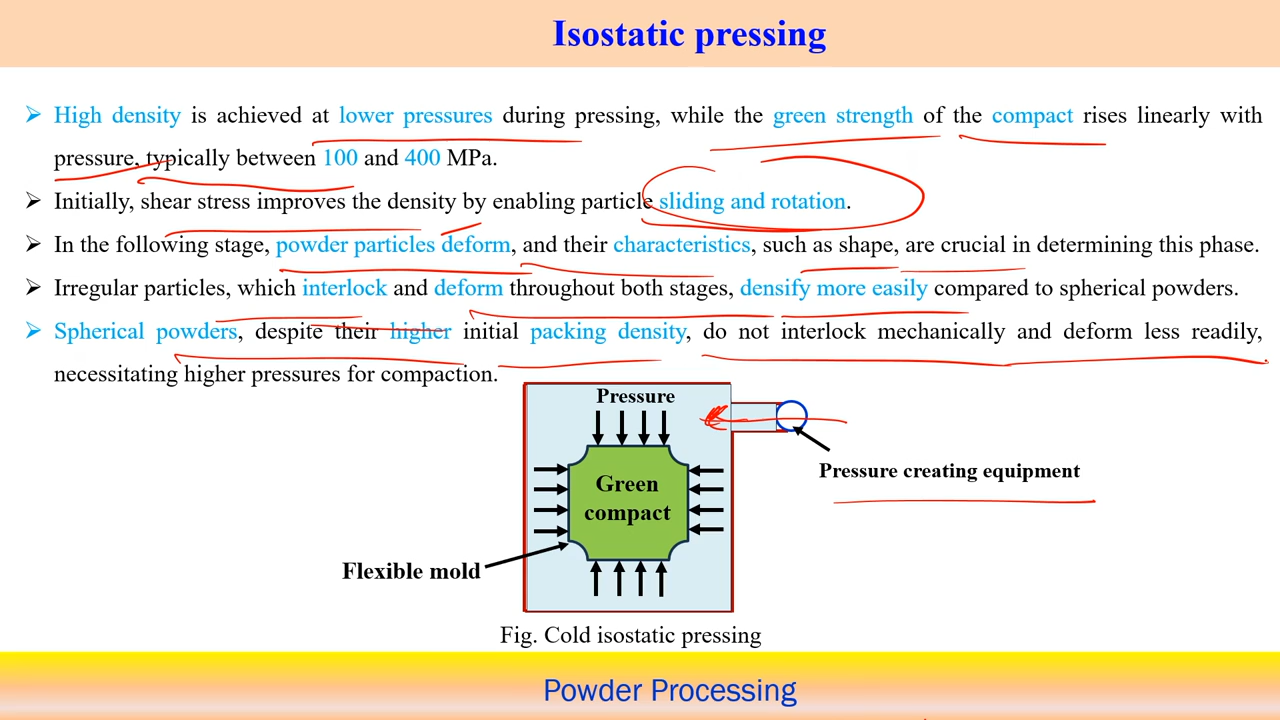 Isostatic pressing
High density is achieved at lower pressures during pressing, while the green strength of the compact rises linearly with
pressure, typically between 100 and 400 MPa.
Initially, shear stress improves the density by enabling particle sliding and rotation.
In the following stage, powder particles deform, and their characteristics, such as shape, are crucial in determining this phase.
Irregular particles, which interlock and deform throughout both stages, densify more easily compared to spherical powders.
Spherical powders, despite their higher initial packing density, do not interlock mechanically and deform less readily,
necessitating higher pressures for compaction.
Pressure
Pressure creating equipment
Green
compact
Flexible mold
Fig. Cold isostatic pressing
Powder Processing